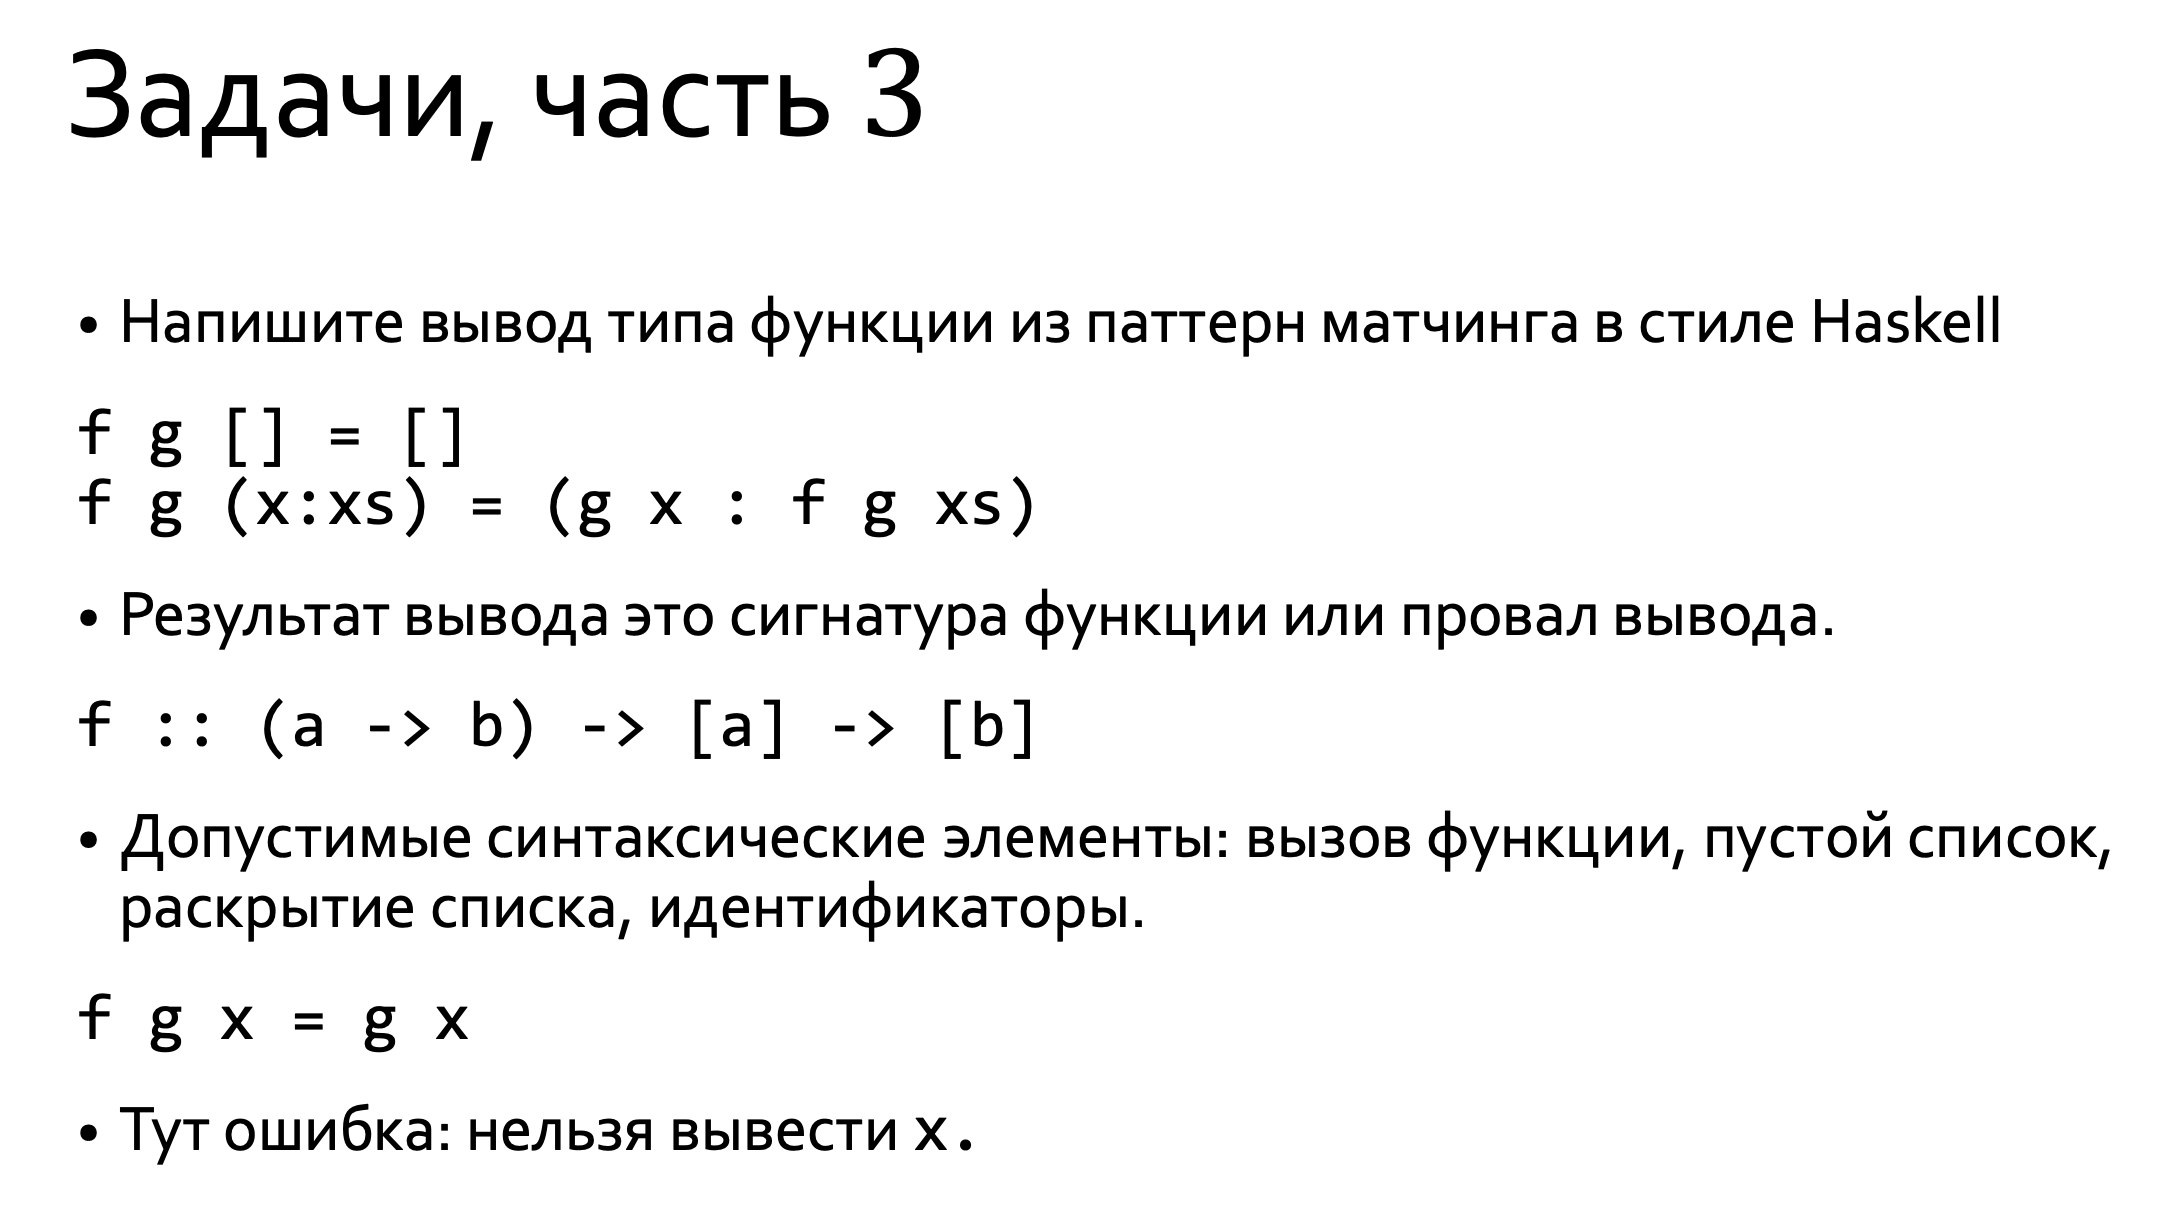 Задачи, часть 3
• Напишите вывод типа функции из паттерн матчинга в стиле Haskell
f g [] = []
f g (x:xs) = (g x : f g xs)
• Результат вывода это сигнатура функции или провал вывода.
f :: (a -> b) -> [a] -> [b]
• Допустимые синтаксические элементы: вызов функции, пустой список,
раскрытие списка, идентификаторы.
f g x = g x
• Тут ошибка: нельзя вывести x.